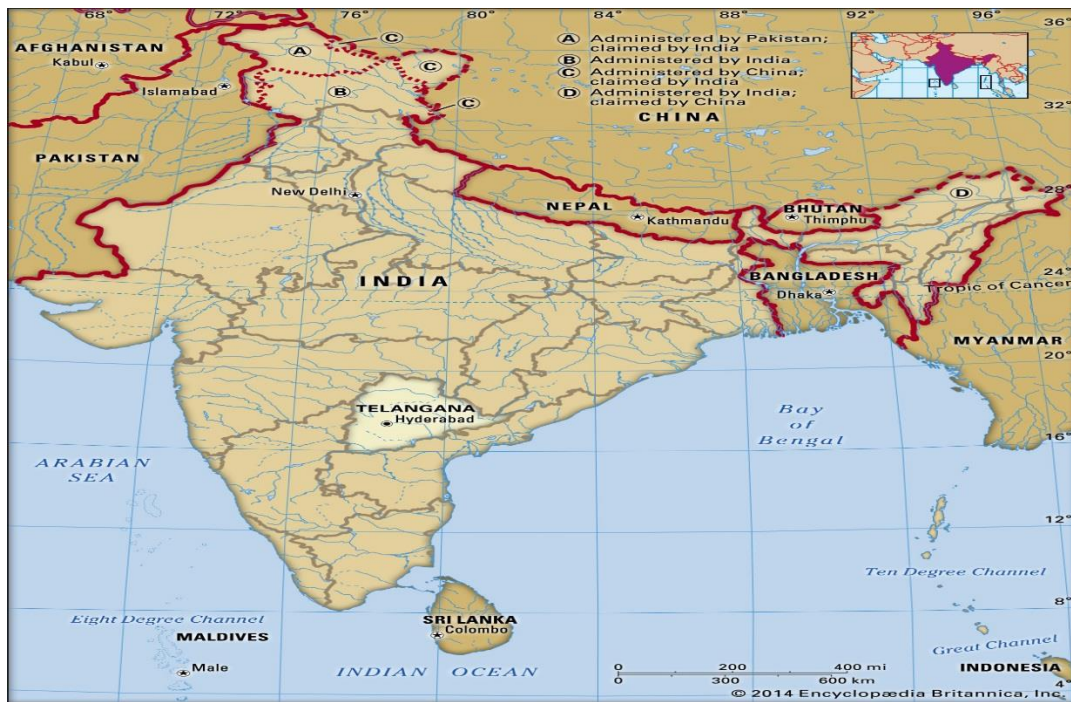 68°
72°
76°
80°
84°
88°
92°
96°
36°
AFGHANISTAN
Kabul
Islamabad
A
C
C
B
C
A Administered by Pakistan;
claimed by India
B Administered by India
C Administered by China;
claimed by India
D Administered by India;
claimed by China
32°
CHINA
PAKISTAN
New Delhi
NEPAL
Kathmandu
BHUTAN
Thimphu
D
28°
INDIA
BANGLADESH
Dhaka
24°
Tropic of Cancer
MYANMAR
20°
TELANGANA
Hyderabad
Bay
of
Bengal
16°
ARABIAN
SEA
12°
Ten Degree Channel
8°
Eight Degree Channel
MALDIVES
Male
SRI LANKA
Colombo
INDIAN OCEAN
Great Channel
INDONESIA
4°
0 200 400 mi
0 300 600 km
© 2014 Encyclopædia Britannica, Inc.